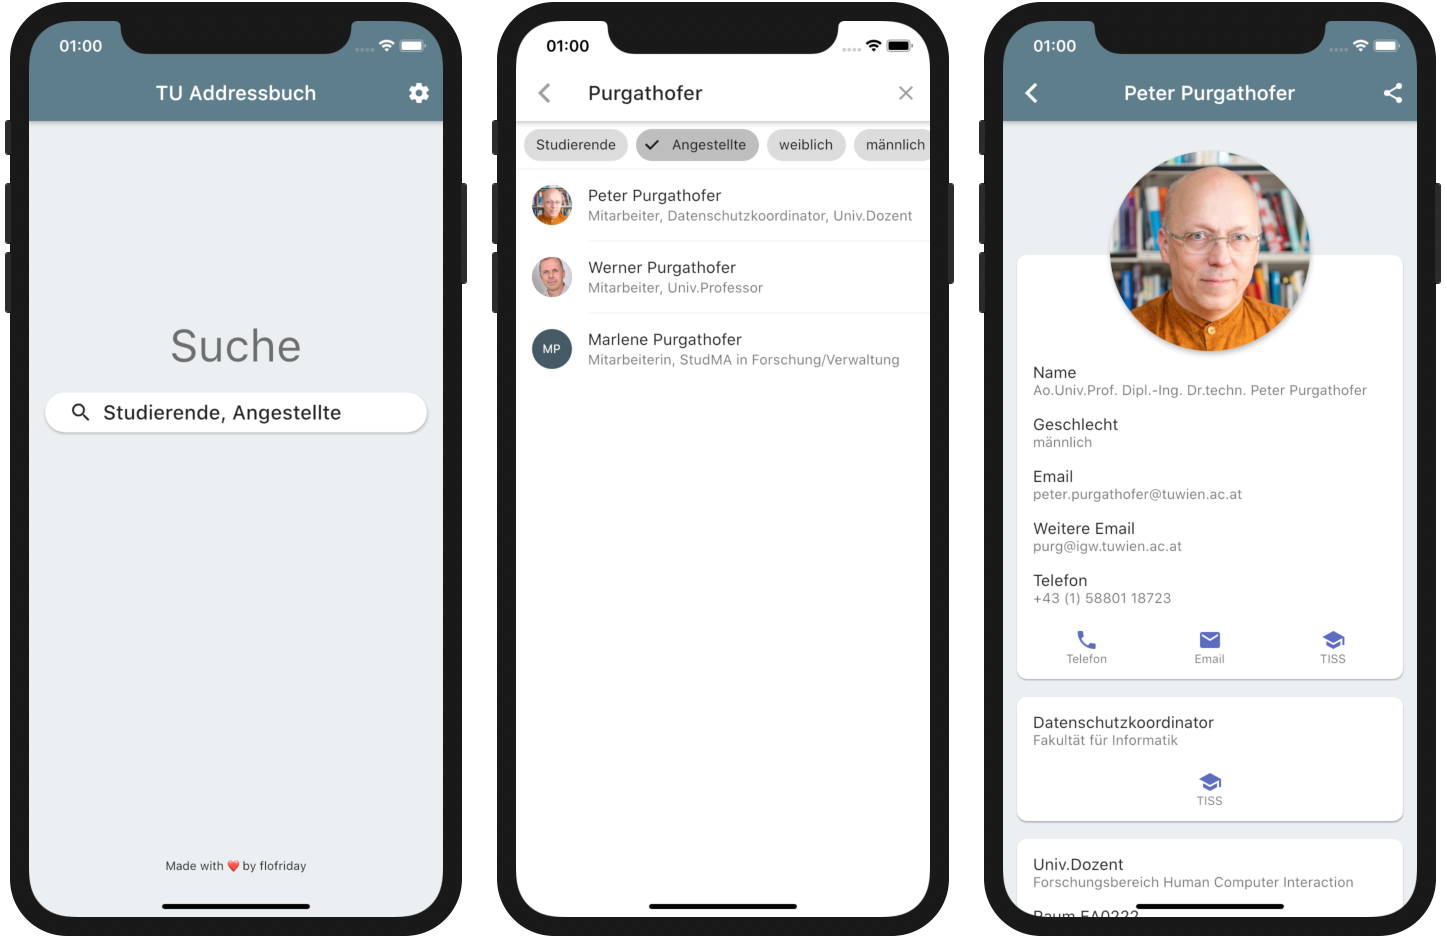 01:00
TU Addressbuch
Suche
Studierende, Angestellte
Made with ❤️ by flofriday
01:00
Purgathofer
Studierende
Angestellte
weiblich
männlich
Peter Purgathofer
Mitarbeiter, Datenschutzkoordinator, Univ.Dozent
Werner Purgathofer
Mitarbeiter, Univ.Professor
MP
Marlene Purgathofer
Mitarbeiterin, StudMA in Forschung/Verwaltung
01:00
Peter Purgathofer
Name
Ao.Univ.Prof. Dipl.-Ing. Dr.techn. Peter Purgathofer
Geschlecht
männlich
Email
peter.purgathofer@tuwien.ac.at
Weitere Email
purg@igw.tuwien.ac.at
Telefon
+43 (1) 58801 18723
Telefon
Email
TISS
Datenschutzkoordinator
Fakultät für Informatik
TISS
Univ.Dozent
Forschungsbereich Human Computer Interaction
Raum EA0222